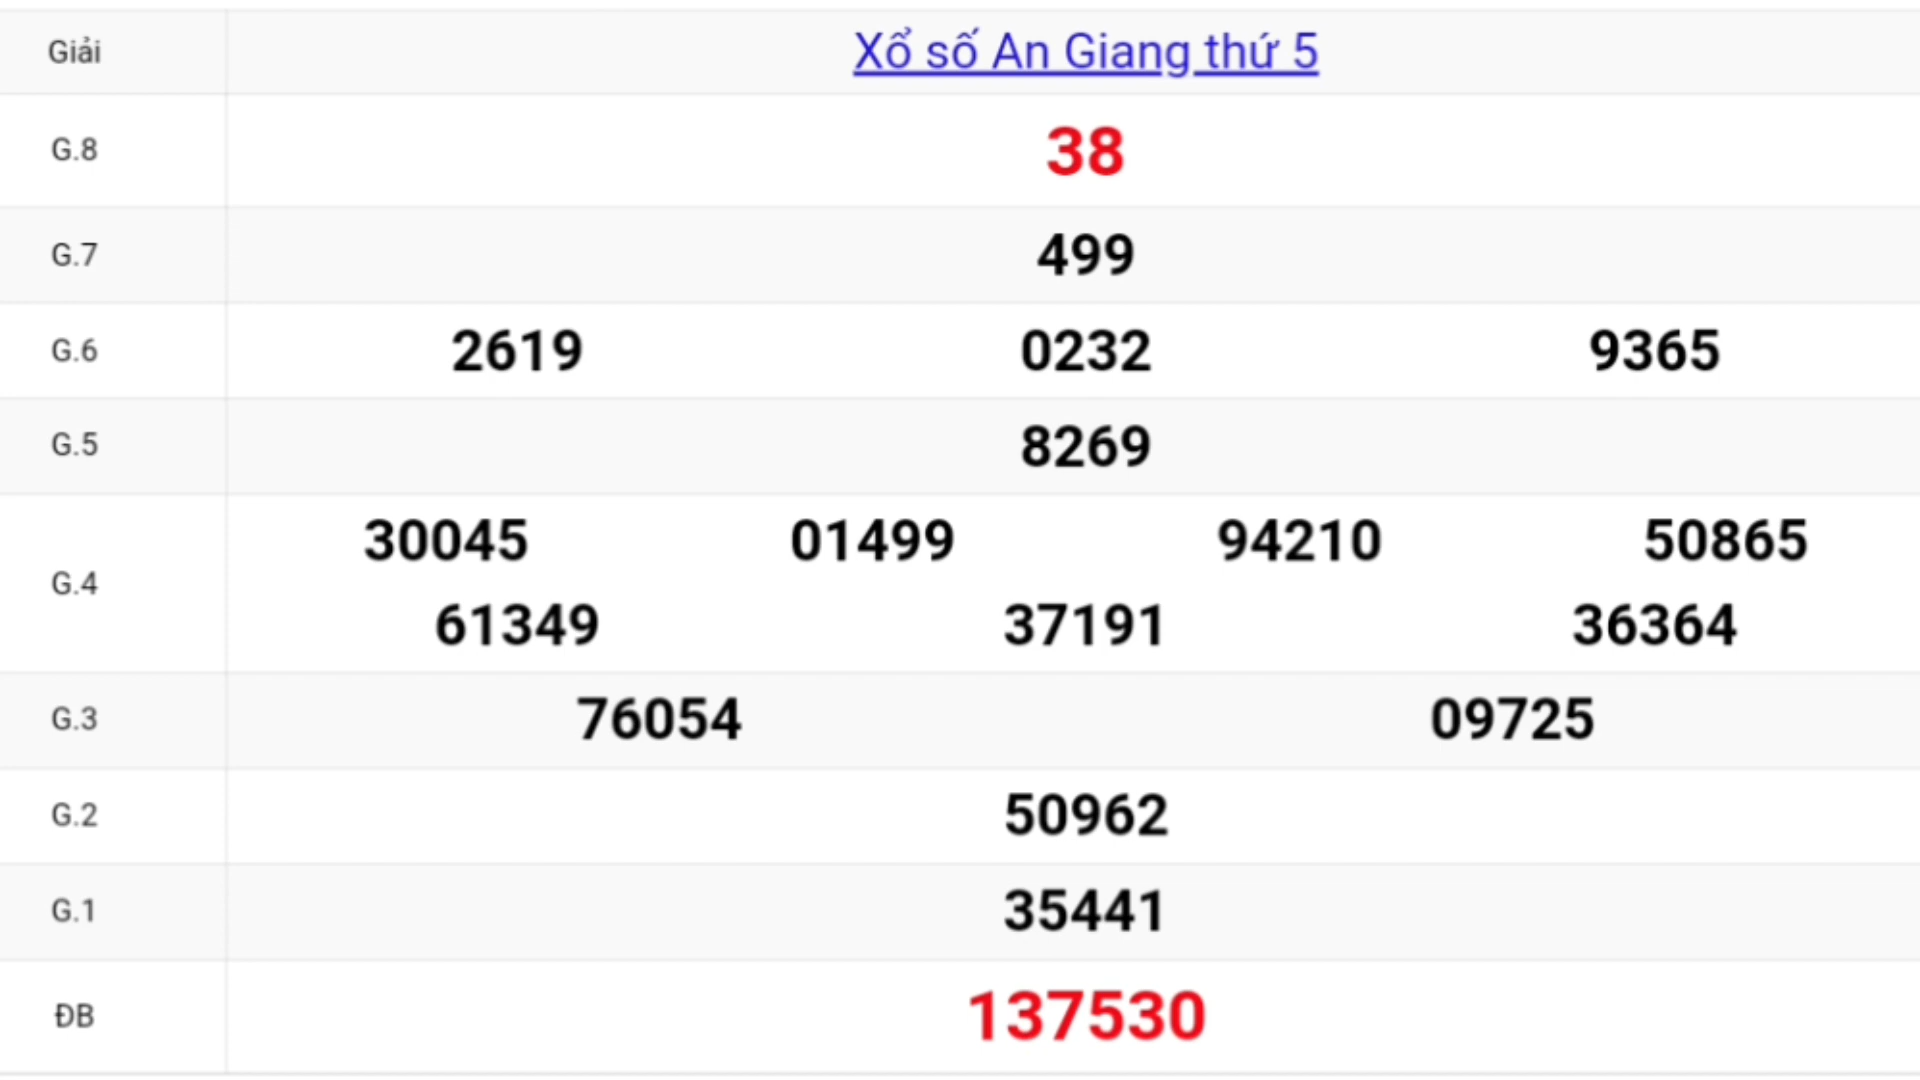 Giải Xổ số An Giang thứ 5
G.8 38
G.7 499
G.6 2619 0232 9365
G.5 8269
G.4 30045 01499 94210 50865
61349 37191 36364
G.3 76054 09725
G.2 50962
G.1 35441
ĐB 137530